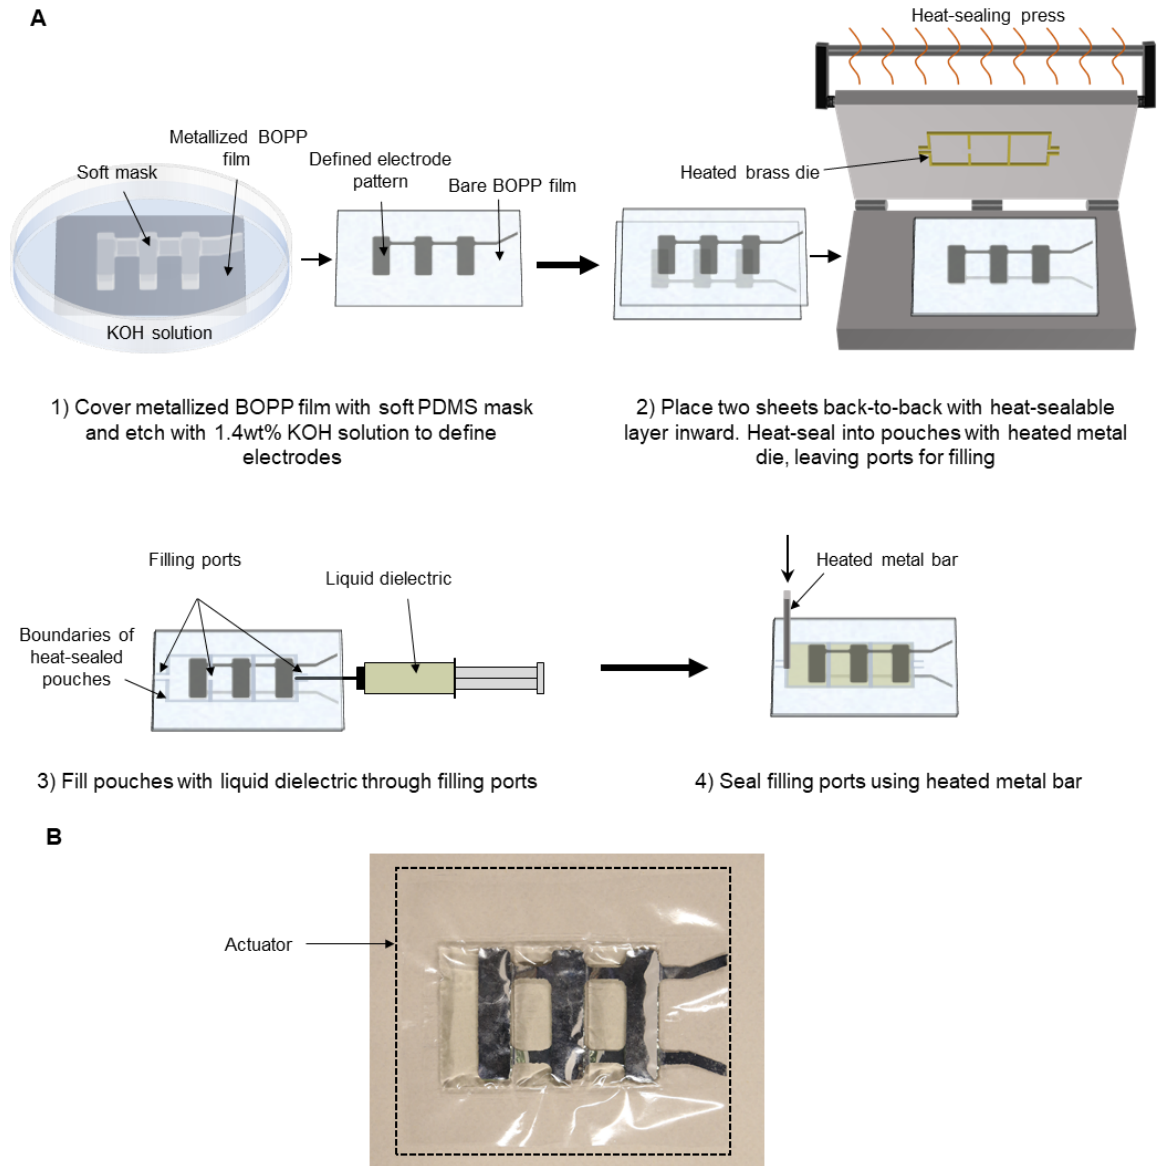 A
Heat-sealing press
Metallized BOPP
film
Soft mask
Defined electrode
pattern
Bare BOPP film
Heated brass die
KOH solution
1) Cover metallized BOPP film with soft PDMS mask
and etch with 1.4wt% KOH solution to define
electrodes
2) Place two sheets back-to-back with heat-sealable
layer inward. Heat-seal into pouches with heated metal
die, leaving ports for filling
Filling ports
Liquid dielectric
Boundaries of
heat-sealed
pouches
Heated metal bar
3) Fill pouches with liquid dielectric through filling ports
4) Seal filling ports using heated metal bar
B
Actuator